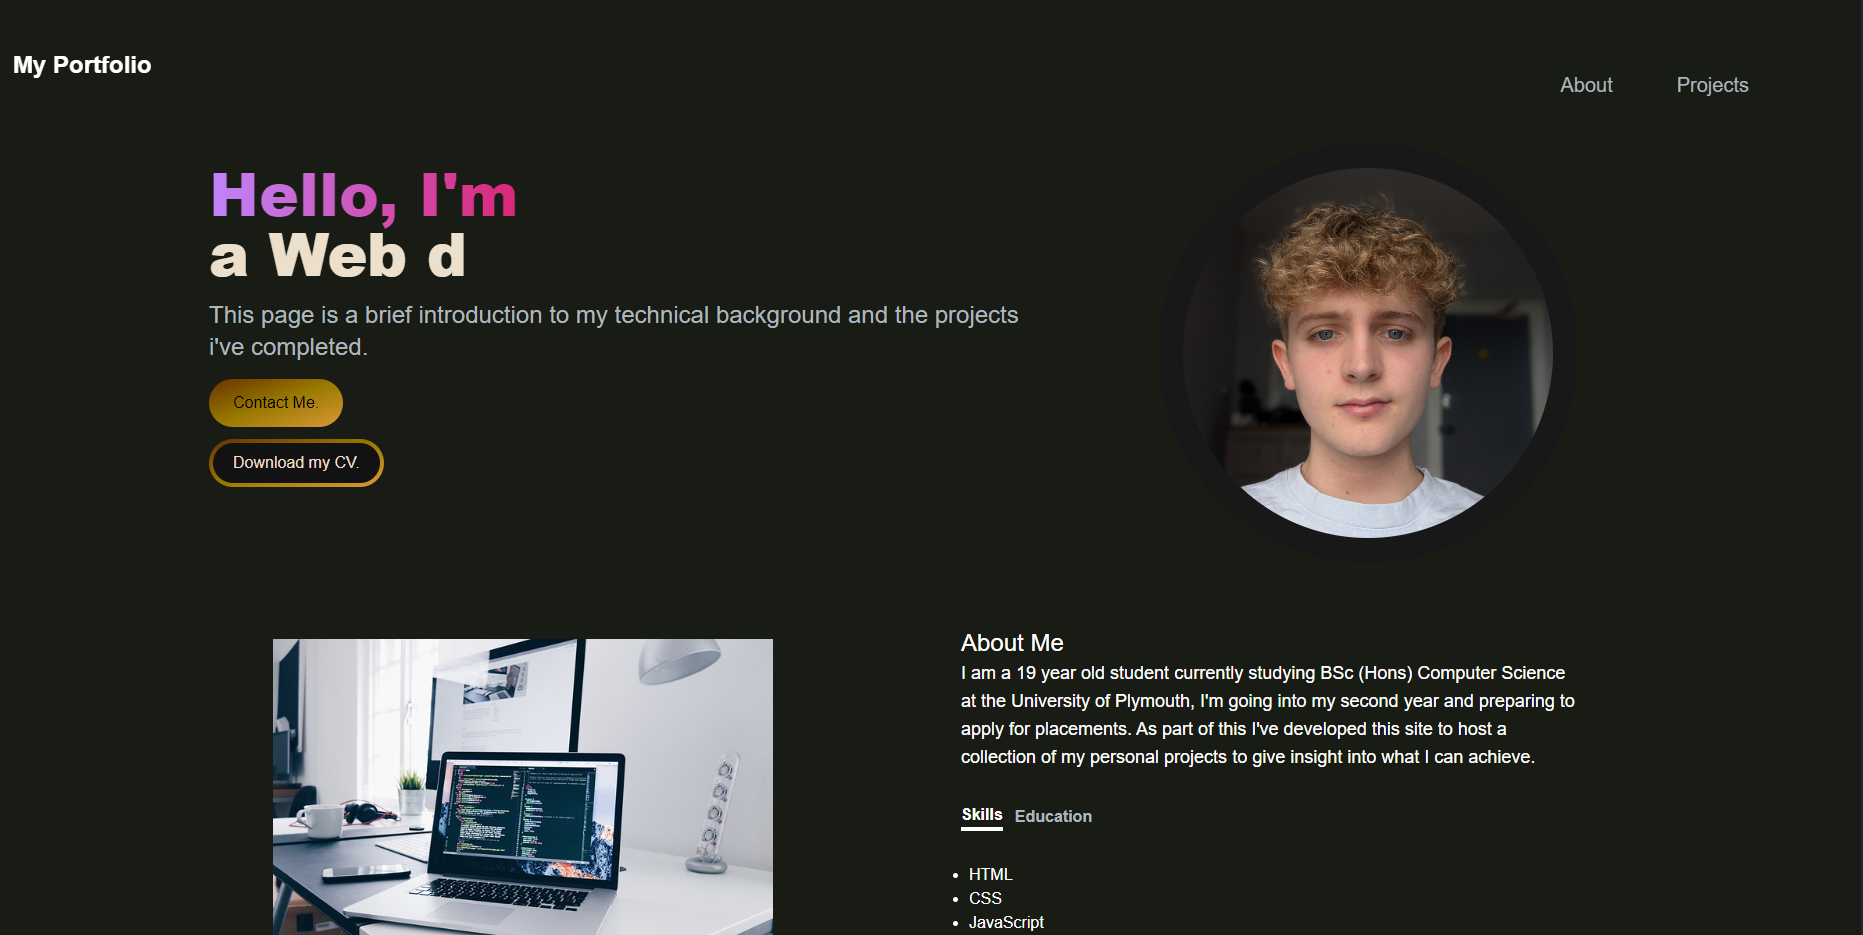 My Portfolio
About
Projects
Hello, I'm
a Web d
This page is a brief introduction to my technical background and the projects
i've completed.
Contact Me.
Download my CV.
About Me
I am a 19 year old student currently studying BSc (Hons) Computer Science
at the University of Plymouth, I'm going into my second year and preparing to
apply for placements. As part of this I've developed this site to host a
collection of my personal projects to give insight into what I can achieve.
Skills
Education
• HTML
• CSS
• JavaScript